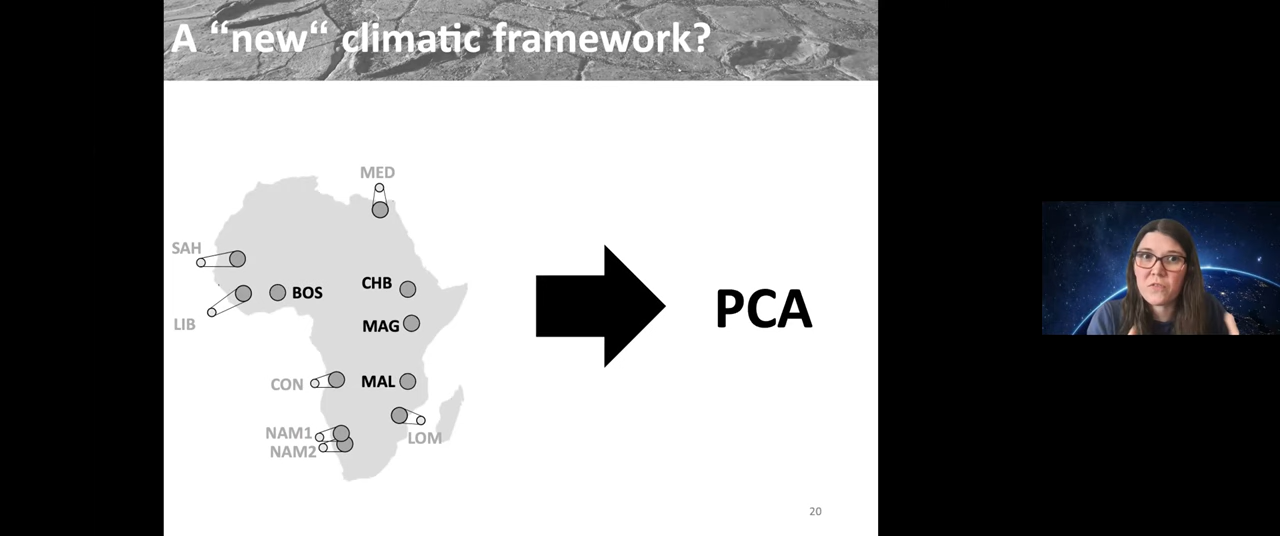 A “new“ climatic framework?
MED
SAH
CHB
BOS
MAG
LIB
PCA
CON
MAL
NAM1
LOM
NAM2
20